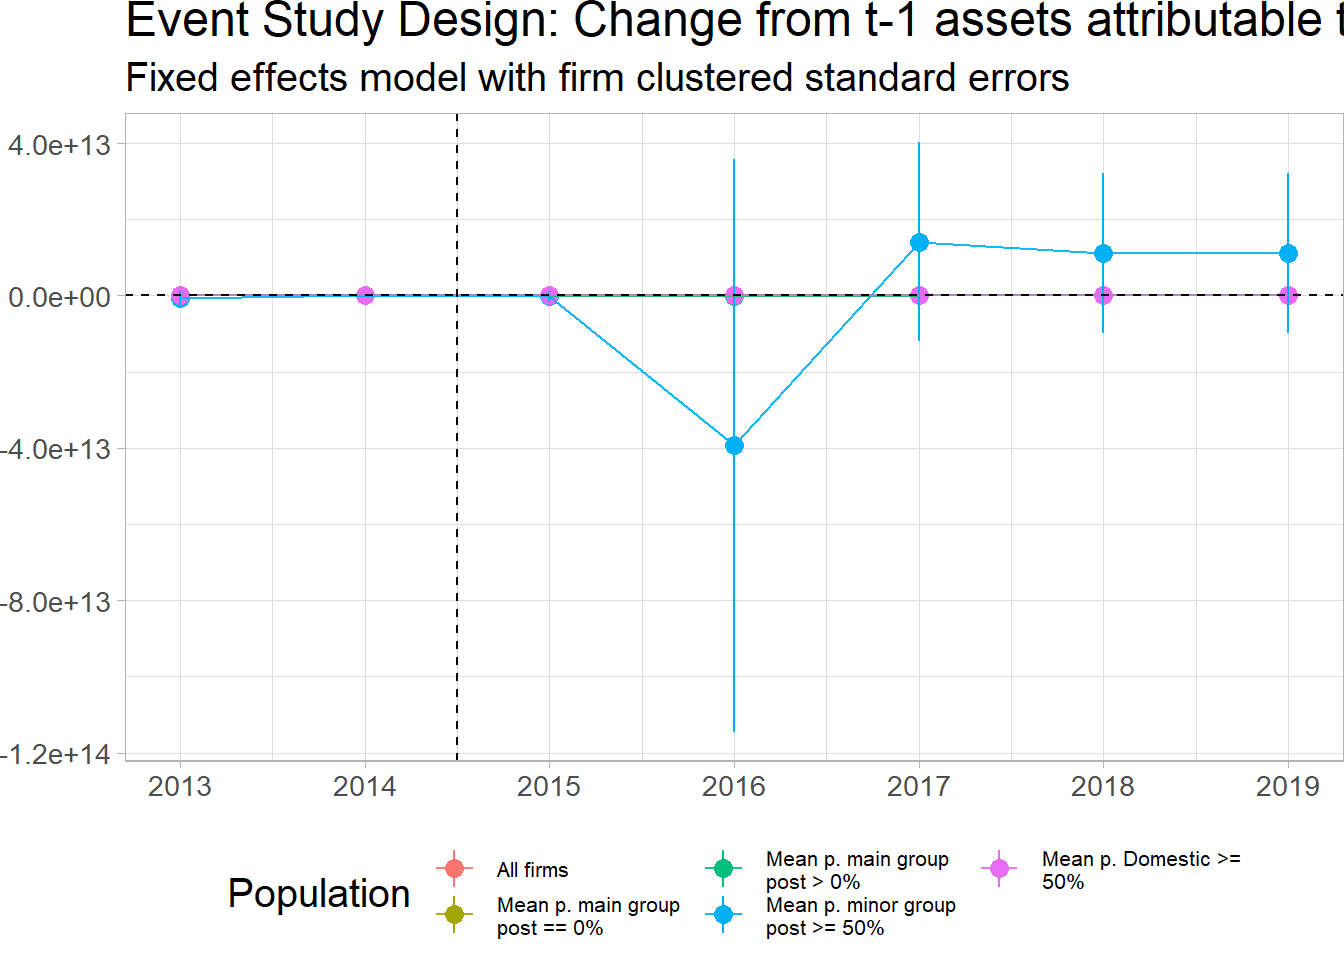 Event Study Design: Change from t-1 assets attributable t
Fixed effects model with firm clustered standard errors
4.0e+13
0.0e+00
-4.0e+13
-8.0e+13
-1.2e+14
2013 2014 2015 2016 2017 2018 2019
Population
All firms
Mean p. main group
post == 0%
Mean p. main group
post > 0%
Mean p. minor group
post >= 50%
Mean p. Domestic >=
50%